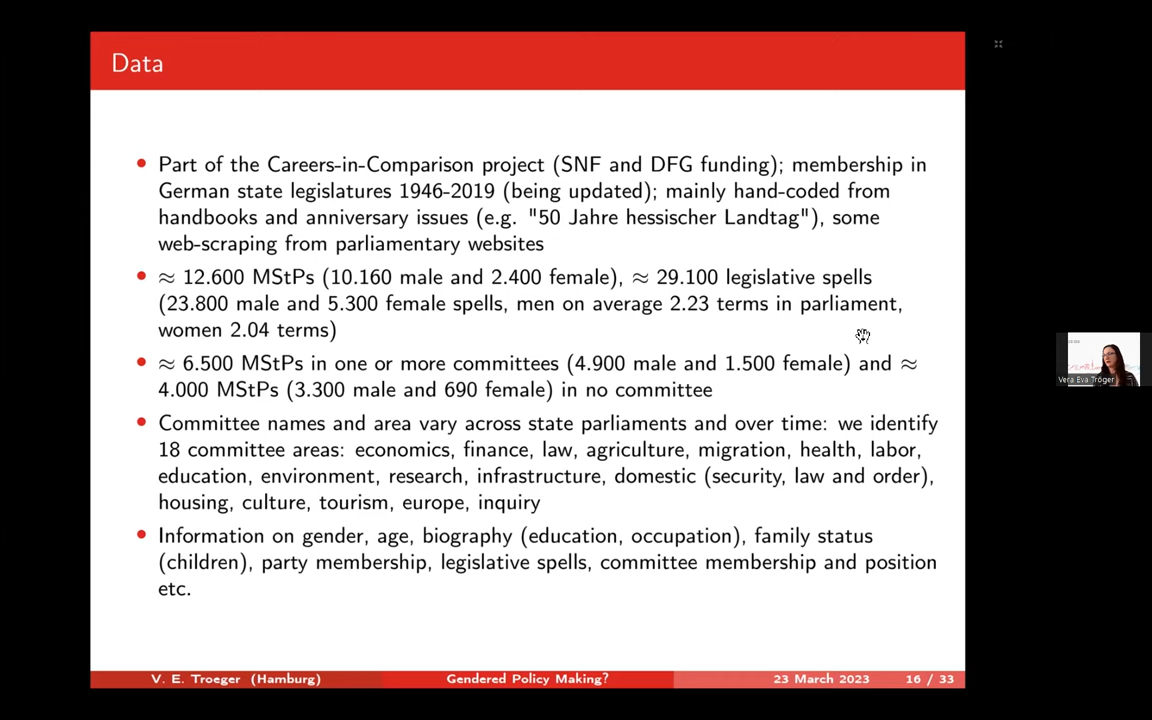 Data
Part of the Careers-in-Comparison project (SNF and DFG funding); membership in
German state legislatures 1946-2019 (being updated); mainly hand-coded from
handbooks and anniversary issues (e.g. "50 Jahre hessischer Landtag"), some
web-scraping from parliamentary websites
≈ 12.600 MStPs (10.160 male and 2.400 female), ≈ 29.100 legislative spells
(23.800 male and 5.300 female spells, men on average 2.23 terms in parliament,
women 2.04 terms)
≈ 6.500 MStPs in one or more committees (4.900 male and 1.500 female) and ≈
4.000 MStPs (3.300 male and 690 female) in no committee
Committee names and area vary across state parliaments and over time: we identify
18 committee areas: economics, finance, law, agriculture, migration, health, labor,
education, environment, research, infrastructure, domestic (security, law and order),
housing, culture, tourism, europe, inquiry
Information on gender, age, biography (education, occupation), family status
(children), party membership, legislative spells, committee membership and position
etc.
Vera Eva Tröger
V. E. Troeger (Hamburg) Gendered Policy Making? 23 March 2023 16 / 33